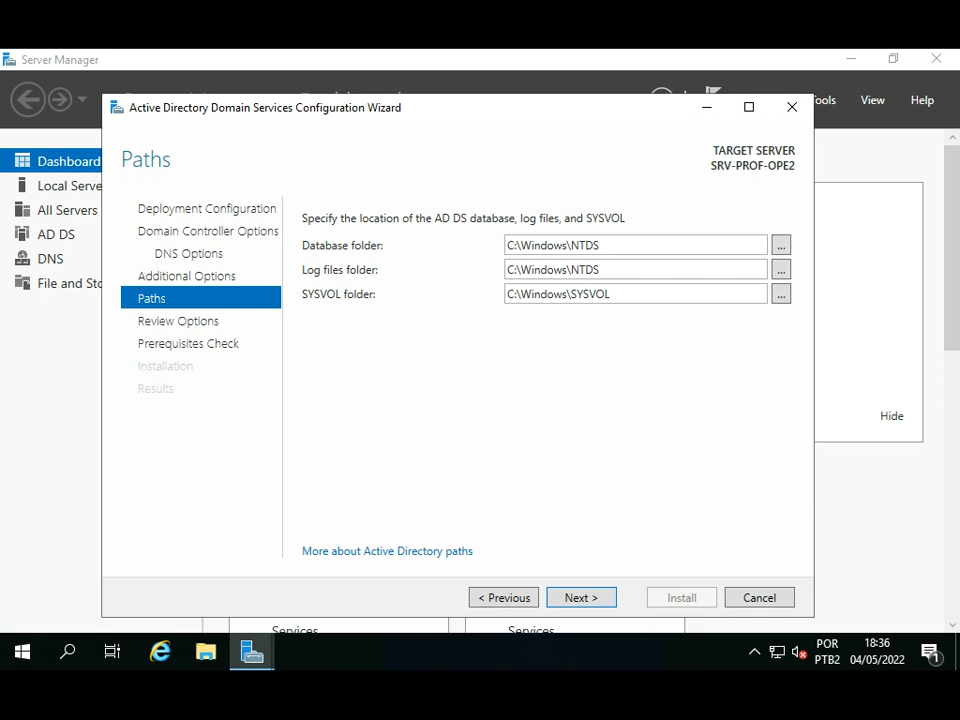 Server Manager
Tools View Help
Active Directory Domain Services Configuration Wizard
Paths
TARGET SERVER
SRV-PROF-OPE2
Dashboard
Local Serve
All Servers
AD DS
DNS
File and Sto
Deployment Configuration
Domain Controller Options
DNS Options
Additional Options
Paths
Review Options
Prerequisites Check
Installation
Results
Specify the location of the AD DS database, log files, and SYSVOL
Database folder: C:\Windows\NTDS ...
Log files folder: C:\Windows\NTDS ...
SYSVOL folder: C:\Windows\SYSVOL ...
Hide
More about Active Directory paths
< Previous Next > Install Cancel
Services Services
POR 18:36
PTB2 04/05/2022 1